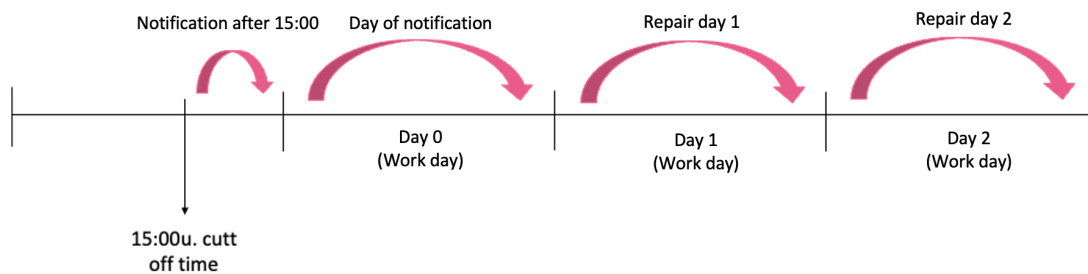 Notification after 15:00
Day of notification
Repair day 1
Repair day 2
Day 0
(Work day)
Day 1
(Work day)
Day 2
(Work day)
15:00u. cutt
off time